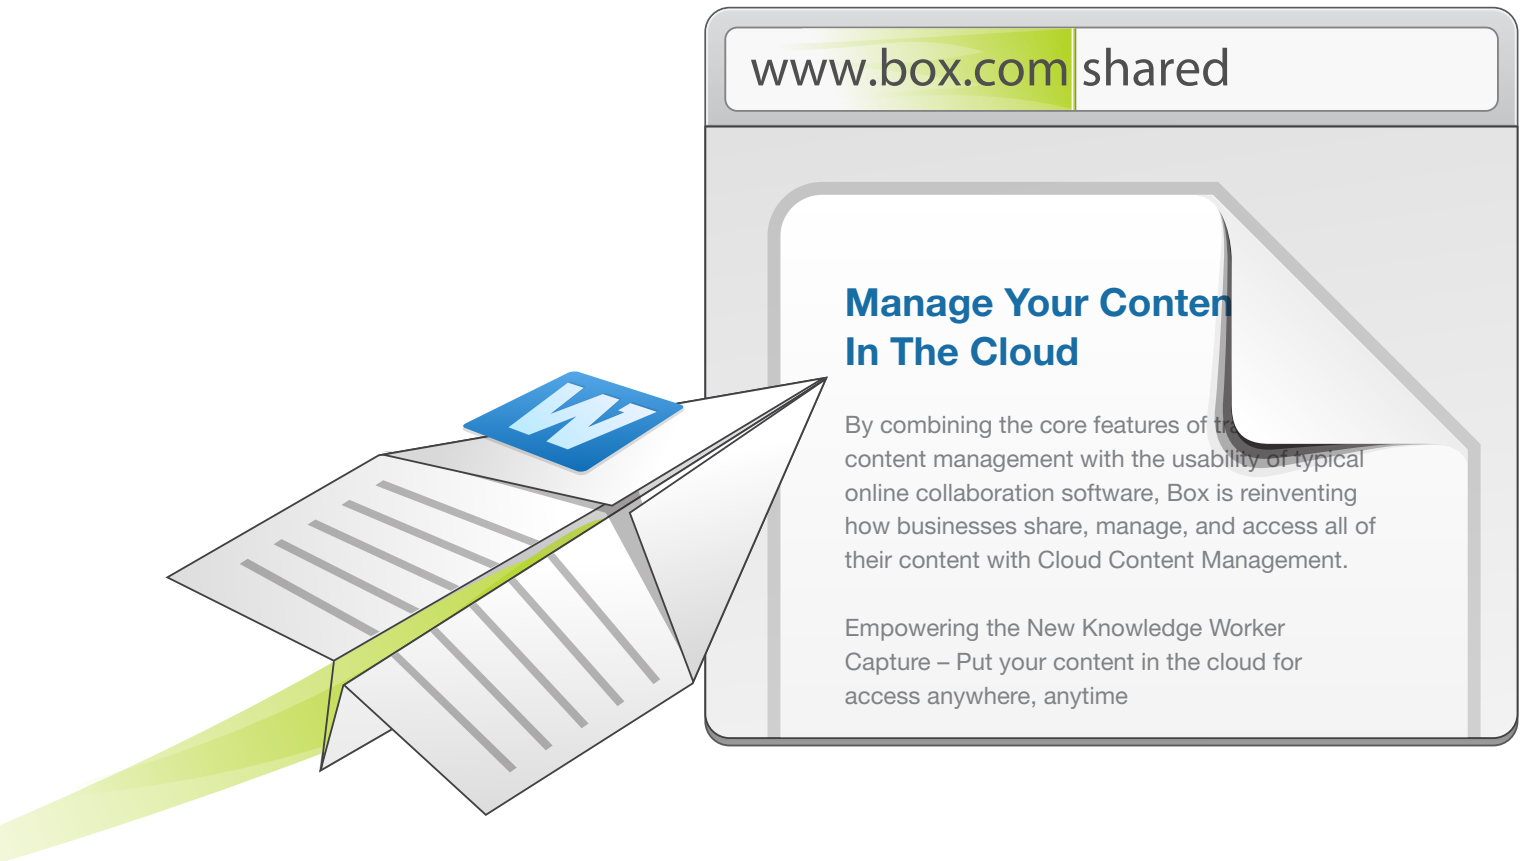 www.box.com shared
Manage Your Conten
In The Cloud
W
By combining the core features of
content management with the usability of typical
online collaboration software, Box is reinventing
how businesses share, manage, and access all of
their content with Cloud Content Management.
Empowering the New Knowledge Worker
Capture – Put your content in the cloud for
access anywhere, anytime